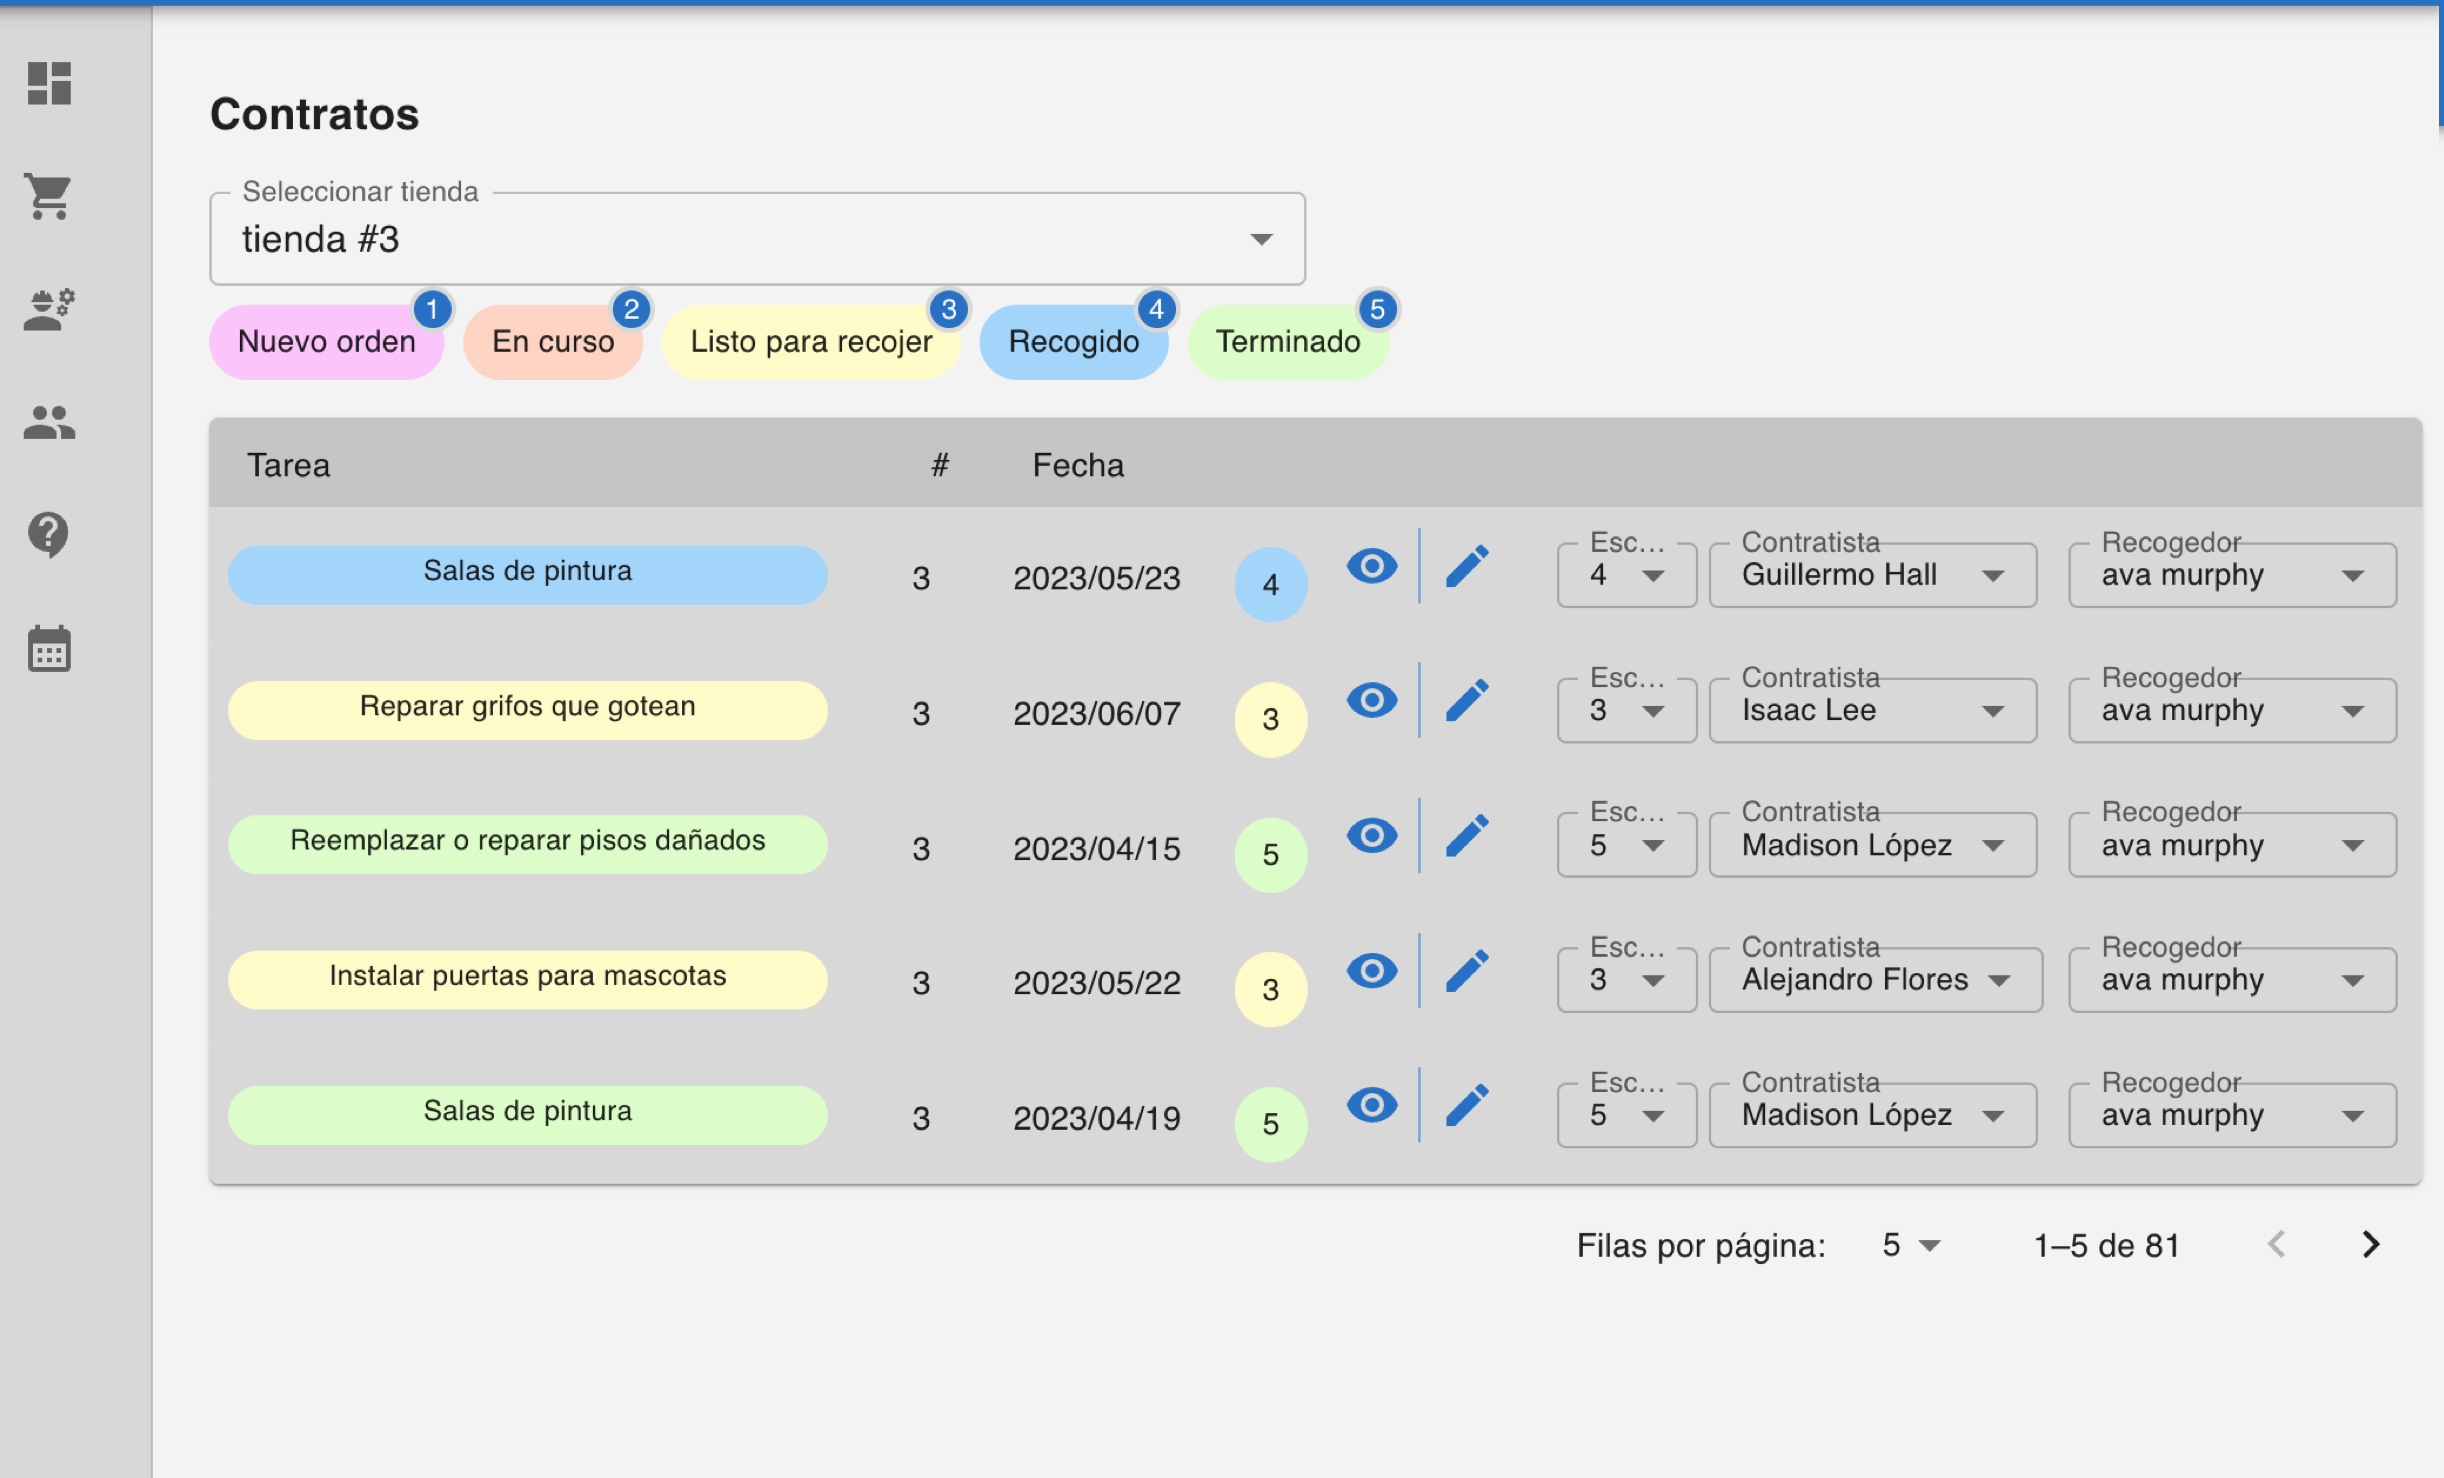 Contratos
Seleccionar tienda
tienda #3
Nuevo orden 1 En curso 2 Listo para recojer 3 Recogido 4 Terminado 5
Tarea # Fecha
Salas de pintura 3 2023/05/23 4 Esc... 4 Contratista Guillermo Hall Recogedor ava murphy
Reparar grifos que gotean 3 2023/06/07 3 Esc... 3 Contratista Isaac Lee Recogedor ava murphy
Reemplazar o reparar pisos dañados 3 2023/04/15 5 Esc... 5 Contratista Madison López Recogedor ava murphy
Instalar puertas para mascotas 3 2023/05/22 3 Esc... 3 Contratista Alejandro Flores Recogedor ava murphy
Salas de pintura 3 2023/04/19 5 Esc... 5 Contratista Madison López Recogedor ava murphy
Filas por página: 5 1–5 de 81